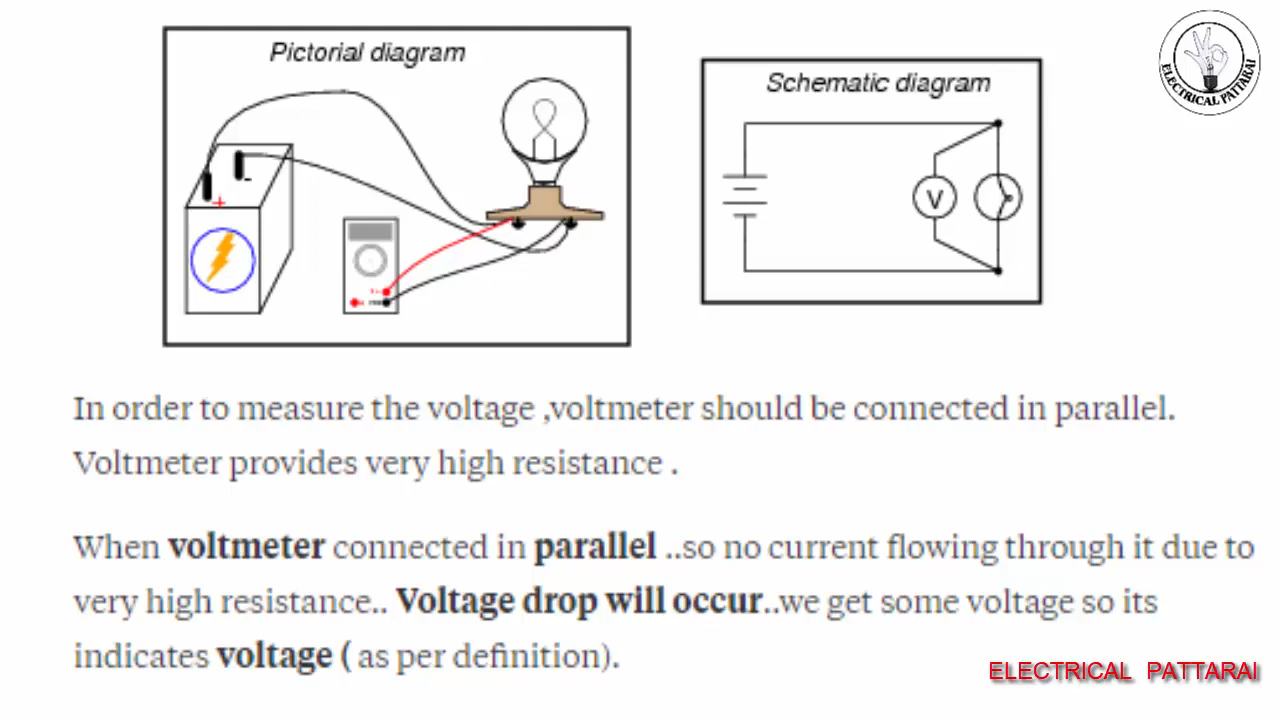 Pictorial diagram
Schematic diagram
ELECTRICAL PATTARAI
-
+
V
In order to measure the voltage ,voltmeter should be connected in parallel.
Voltmeter provides very high resistance .
When voltmeter connected in parallel ..so no current flowing through it due to
very high resistance.. Voltage drop will occur..we get some voltage so its
indicates voltage ( as per definition).
ELECTRICAL PATTARAI